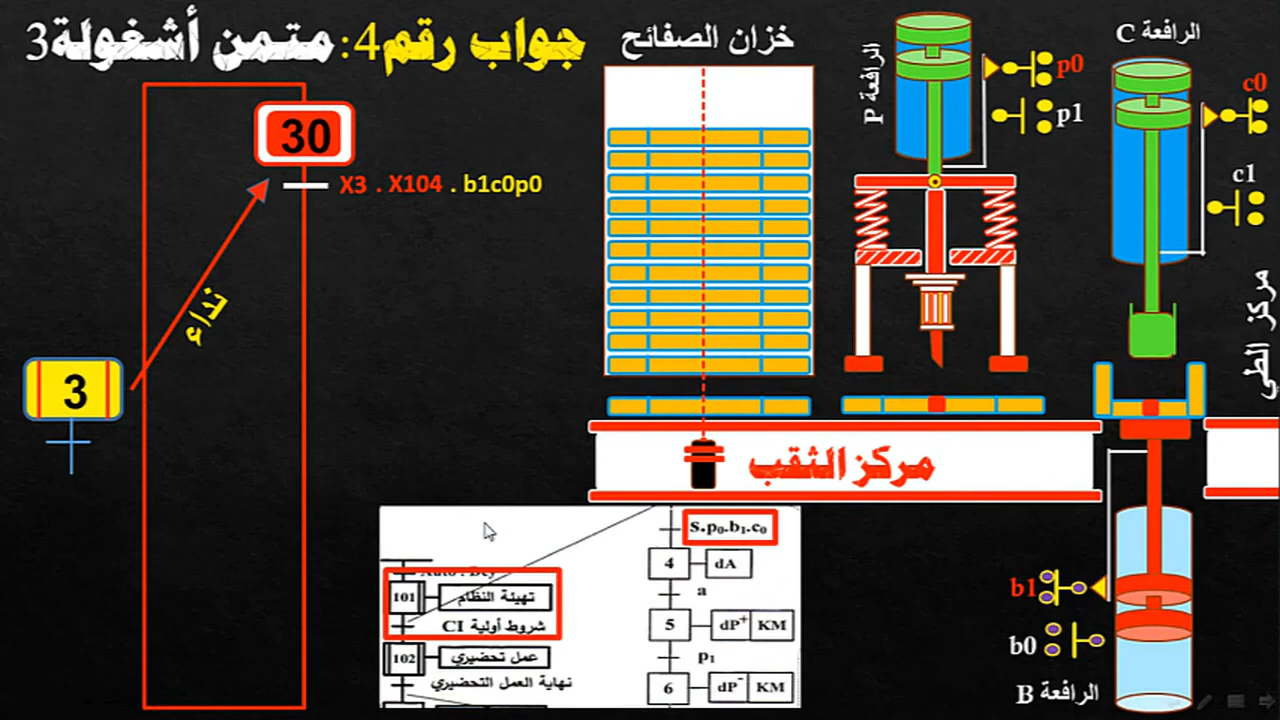 جواب رقم4: متمن أشغولة3
30
X3 . X104 . b1c0p0
نداء
3
خزان الصفائح
الرافعة P
p0
p1
الرافعة C
c0
c1
مركز الطي
مركز الثقب
b1
b0
الرافعة B
101
تهيئة النظام
شروط أولية CI
102
عمل تحضيري
نهاية العمل التحضيري
S.p₀.b₁.c₀
4 dA
a
5 dP⁺ KM
p₁
6 dP⁻ KM